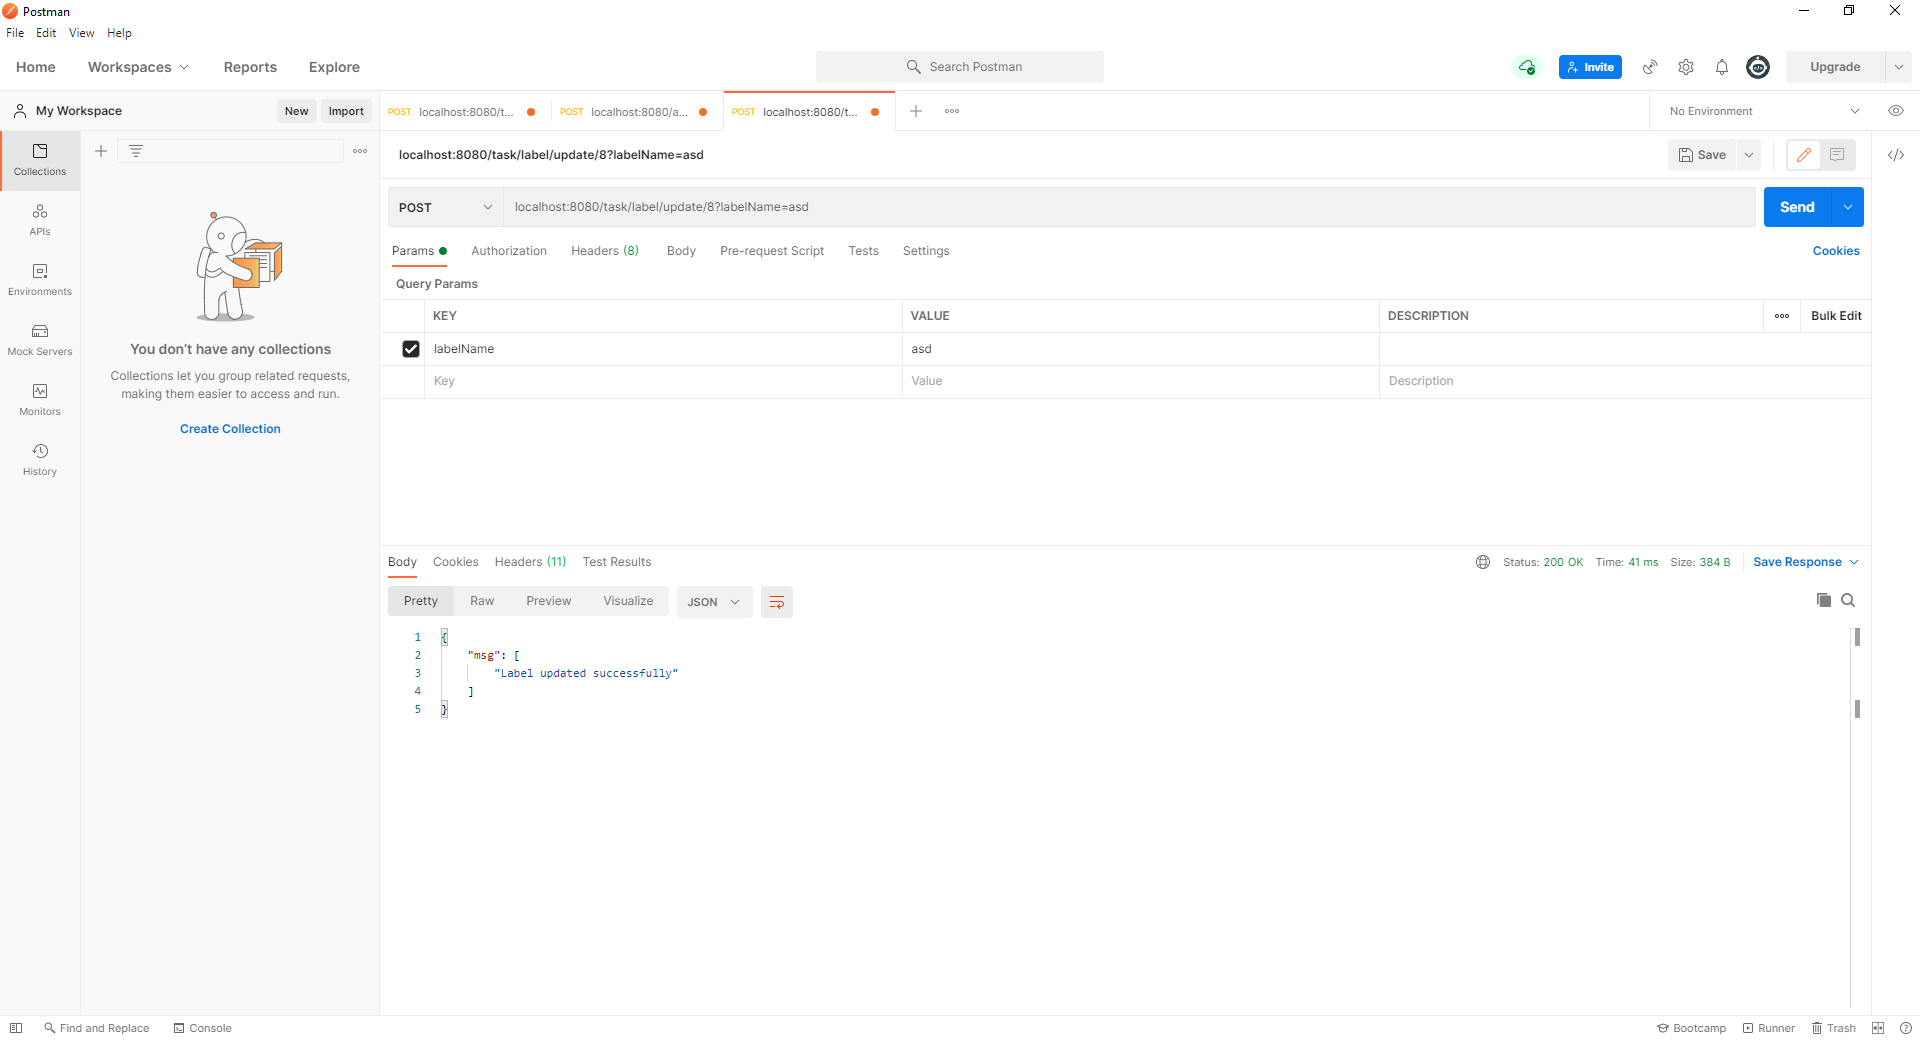 Postman
File Edit View Help
Home Workspaces Reports Explore Search Postman Invite Upgrade
My Workspace New Import POST localhost:8080/t... POST localhost:8080/a... POST localhost:8080/t... No Environment
Collections
APIs
Environments
Mock Servers
Monitors
History
You don't have any collections
Collections let you group related requests,
making them easier to access and run.
Create Collection
localhost:8080/task/label/update/8?labelName=asd Save
POST localhost:8080/task/label/update/8?labelName=asd Send
Params Authorization Headers (8) Body Pre-request Script Tests Settings Cookies
Query Params
KEY VALUE DESCRIPTION Bulk Edit
labelName asd
Key Value Description
Body Cookies Headers (11) Test Results Status: 200 OK Time: 41 ms Size: 384 B Save Response
Pretty Raw Preview Visualize JSON
1 {
2 "msg": [
3 "Label updated successfully"
4 ]
5 }
Find and Replace Console Bootcamp Runner Trash